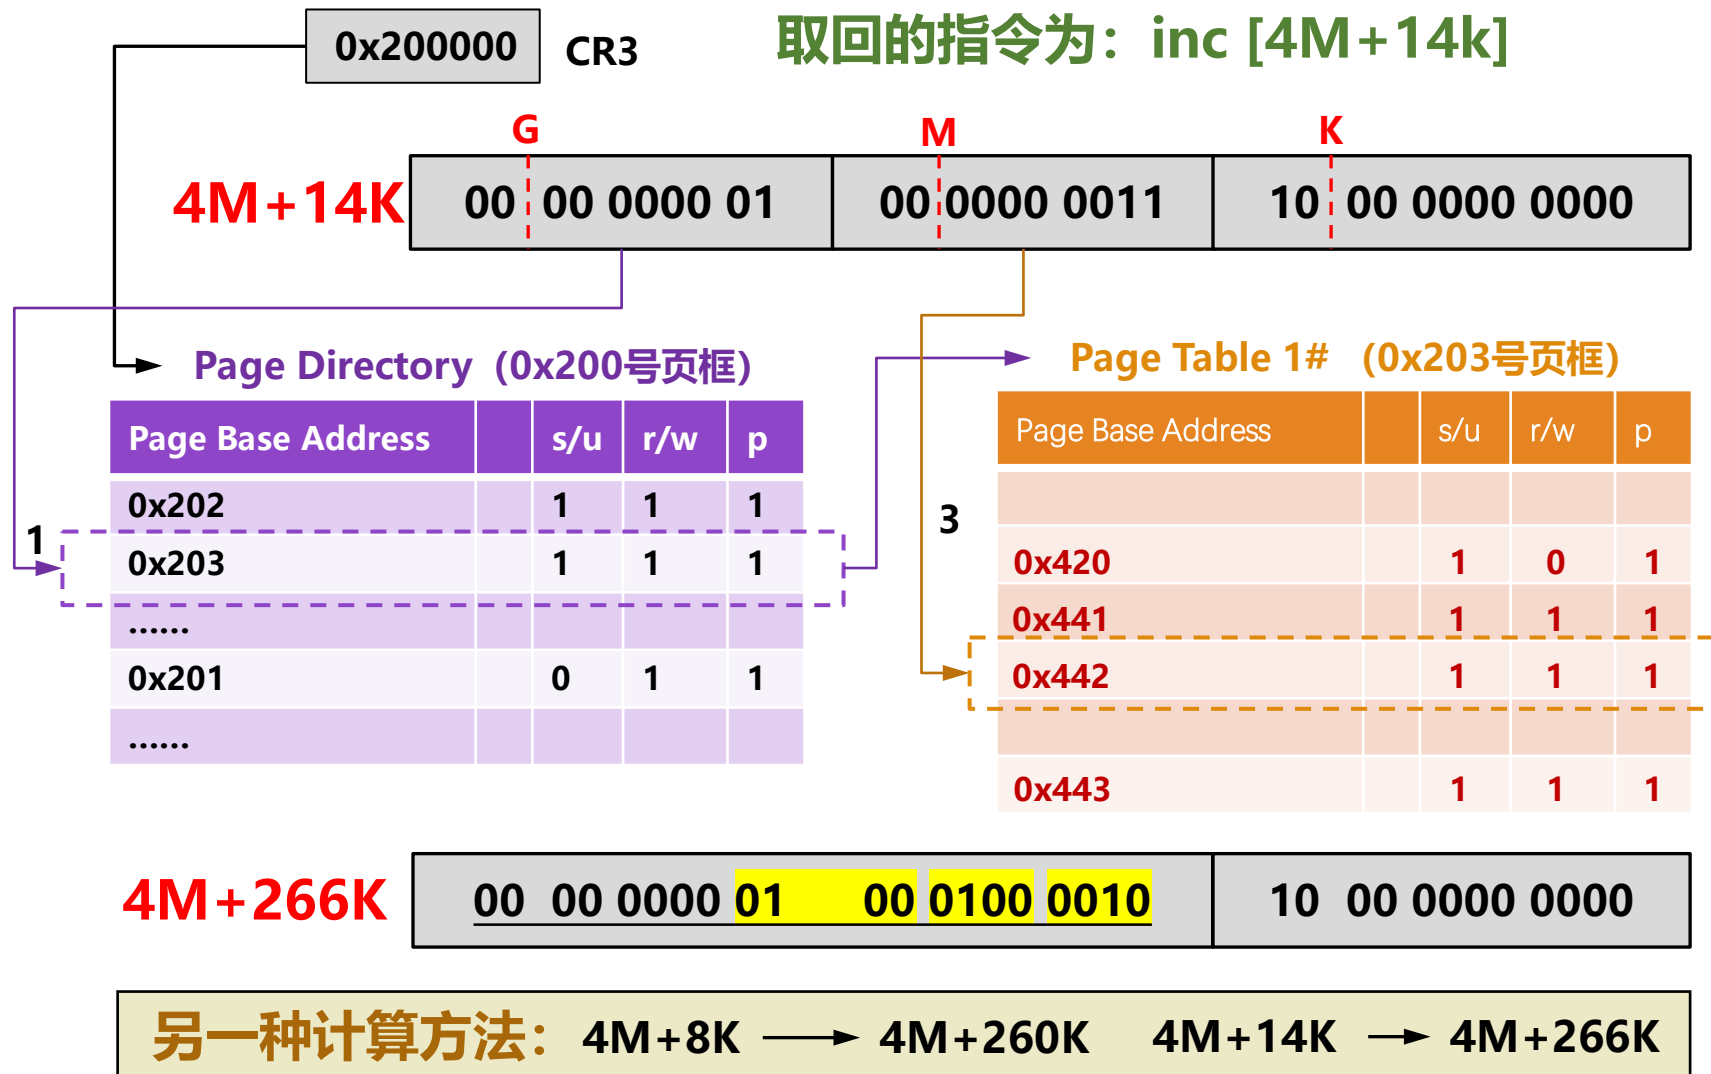 0x200000 CR3 取回的指令为：inc [4M+14k]
G M K
4M+14K 00 00 0000 01 00 0000 0011 10 00 0000 0000
Page Directory（0x200号页框）
Page Base Address s/u r/w p
0x202 1 1 1
1
0x203 1 1 1
......
0x201 0 1 1
......
Page Table 1# （0x203号页框）
Page Base Address s/u r/w p
3
0x420 1 0 1
0x441 1 1 1
0x442 1 1 1
0x443 1 1 1
4M+266K 00 00 0000 01 00 0100 0010 10 00 0000 0000
另一种计算方法： 4M+8K 4M+260K 4M+14K 4M+266K